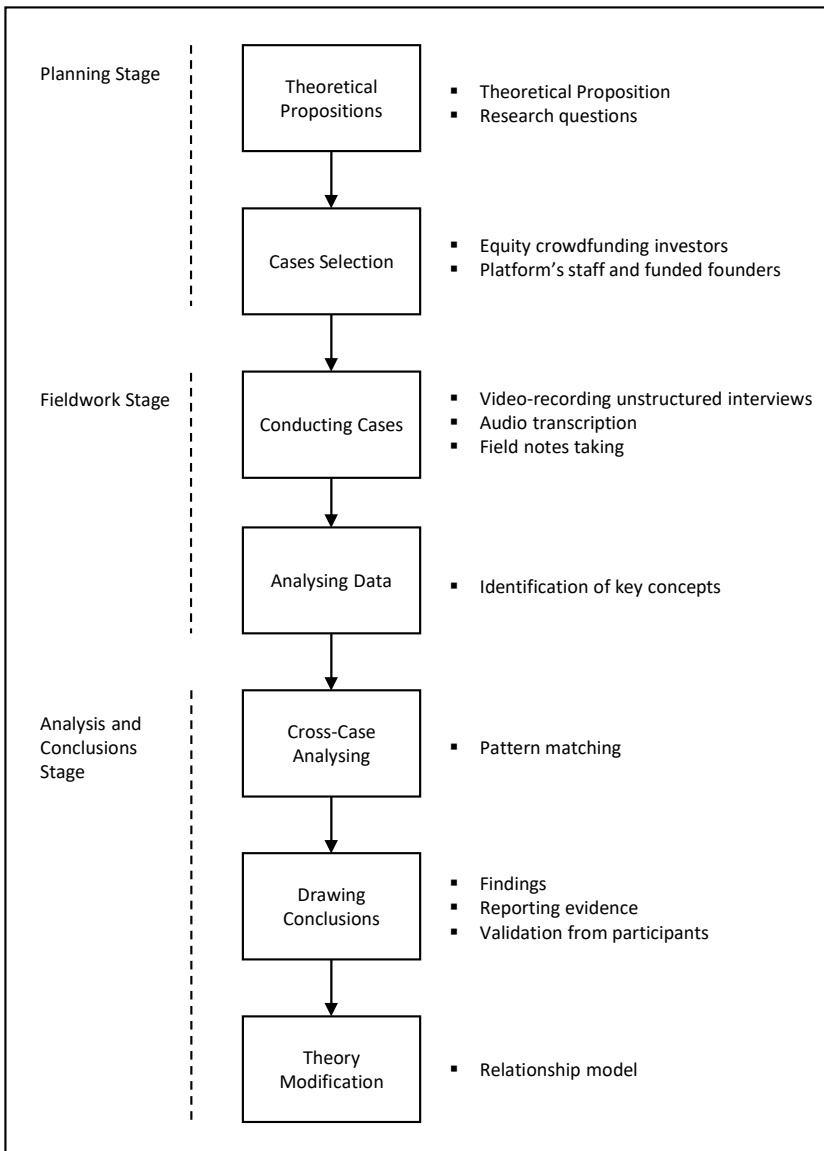 Planning Stage
Theoretical
Propositions
▪ Theoretical Proposition
▪ Research questions
Cases Selection
▪ Equity crowdfunding investors
▪ Platform’s staff and funded founders
Fieldwork Stage
Conducting Cases
▪ Video-recording unstructured interviews
▪ Audio transcription
▪ Field notes taking
Analysing Data
▪ Identification of key concepts
Analysis and
Conclusions
Stage
Cross-Case
Analysing
▪ Pattern matching
Drawing
Conclusions
▪ Findings
▪ Reporting evidence
▪ Validation from participants
Theory
Modification
▪ Relationship model